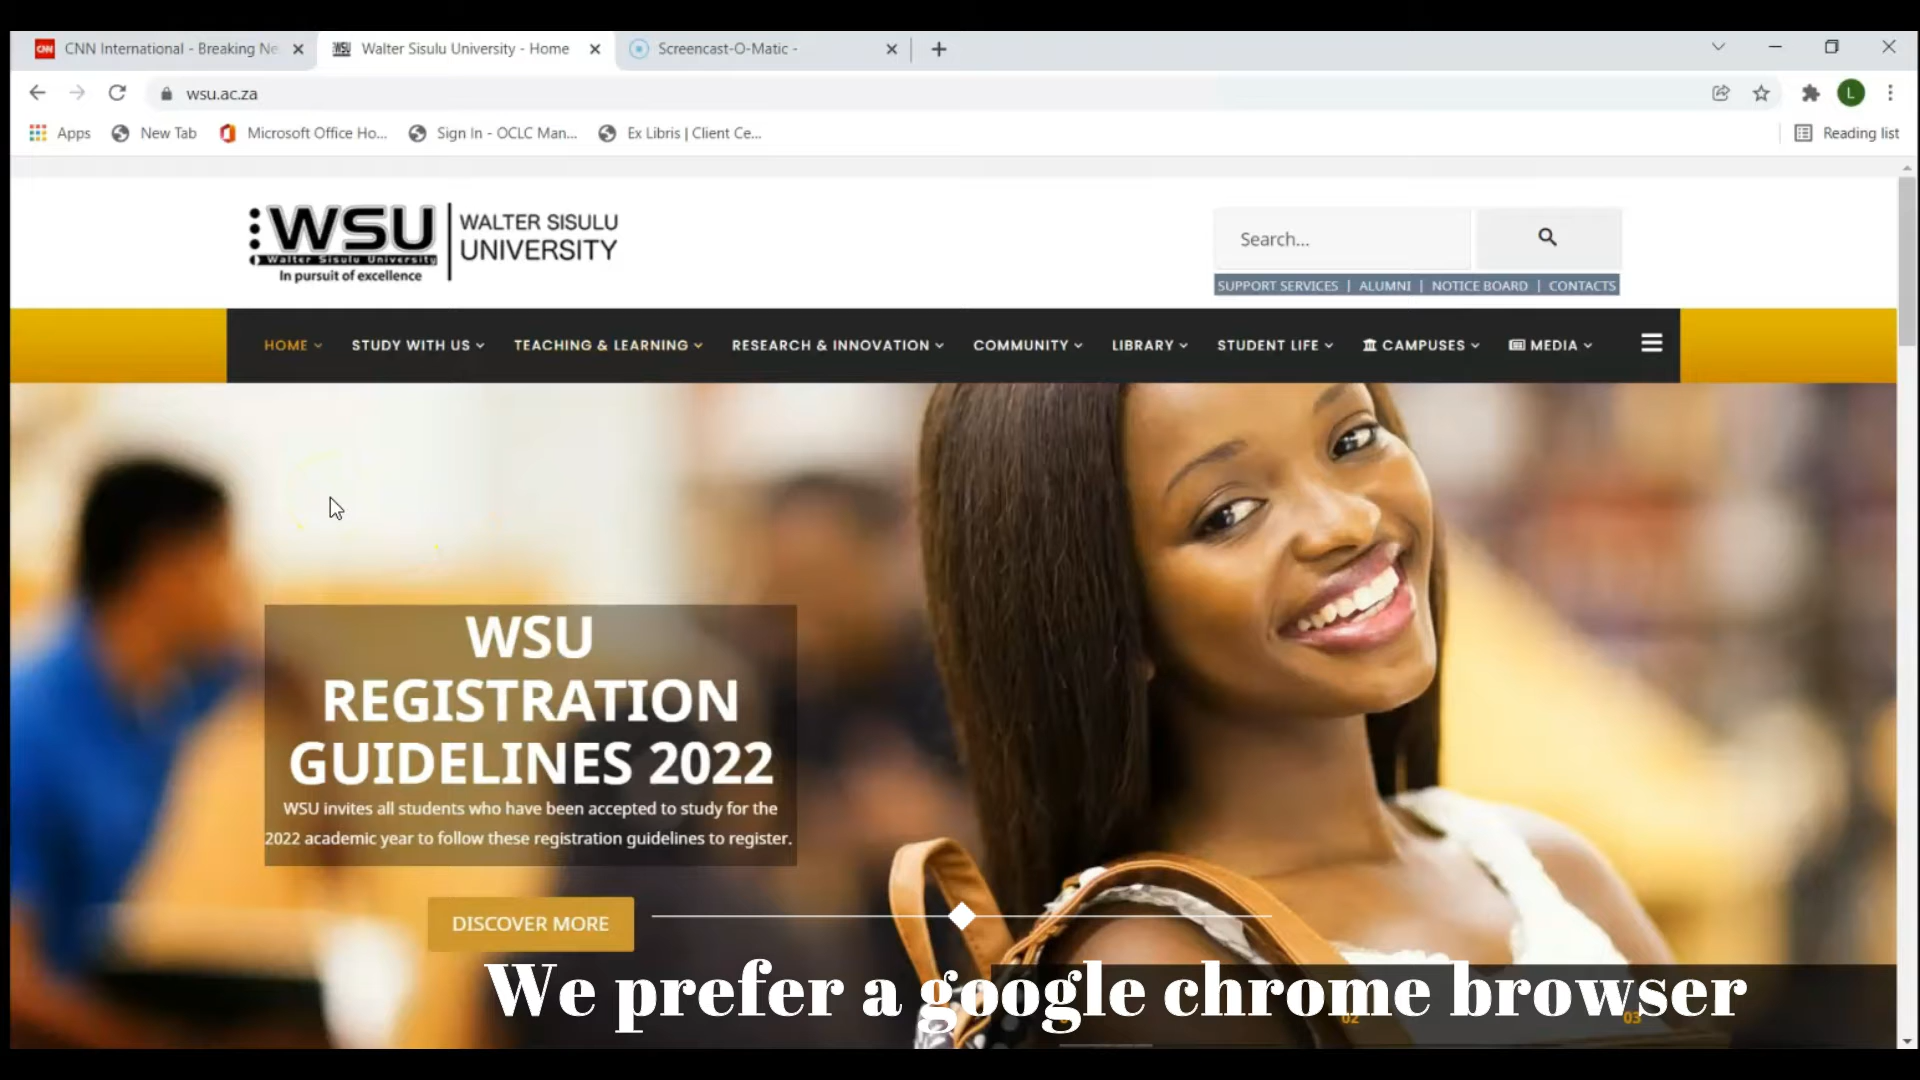 CNN
CNN International - Breaking Ne
WSU
Walter Sisulu University - Home
Screencast-O-Matic -
wsu.ac.za
L
Apps
New Tab
Microsoft Office Ho...
Sign In - OCLC Man...
Ex Libris | Client Ce...
Reading list
WSU
Walter Sisulu University
In pursuit of excellence
WALTER SISULU
UNIVERSITY
Search...
SUPPORT SERVICES | ALUMNI | NOTICE BOARD | CONTACTS
HOME
STUDY WITH US
TEACHING & LEARNING
RESEARCH & INNOVATION
COMMUNITY
LIBRARY
STUDENT LIFE
CAMPUSES
MEDIA
WSU
REGISTRATION
GUIDELINES 2022
WSU invites all students who have been accepted to study for the
2022 academic year to follow these registration guidelines to register.
DISCOVER MORE
We prefer a google chrome browser
02
03